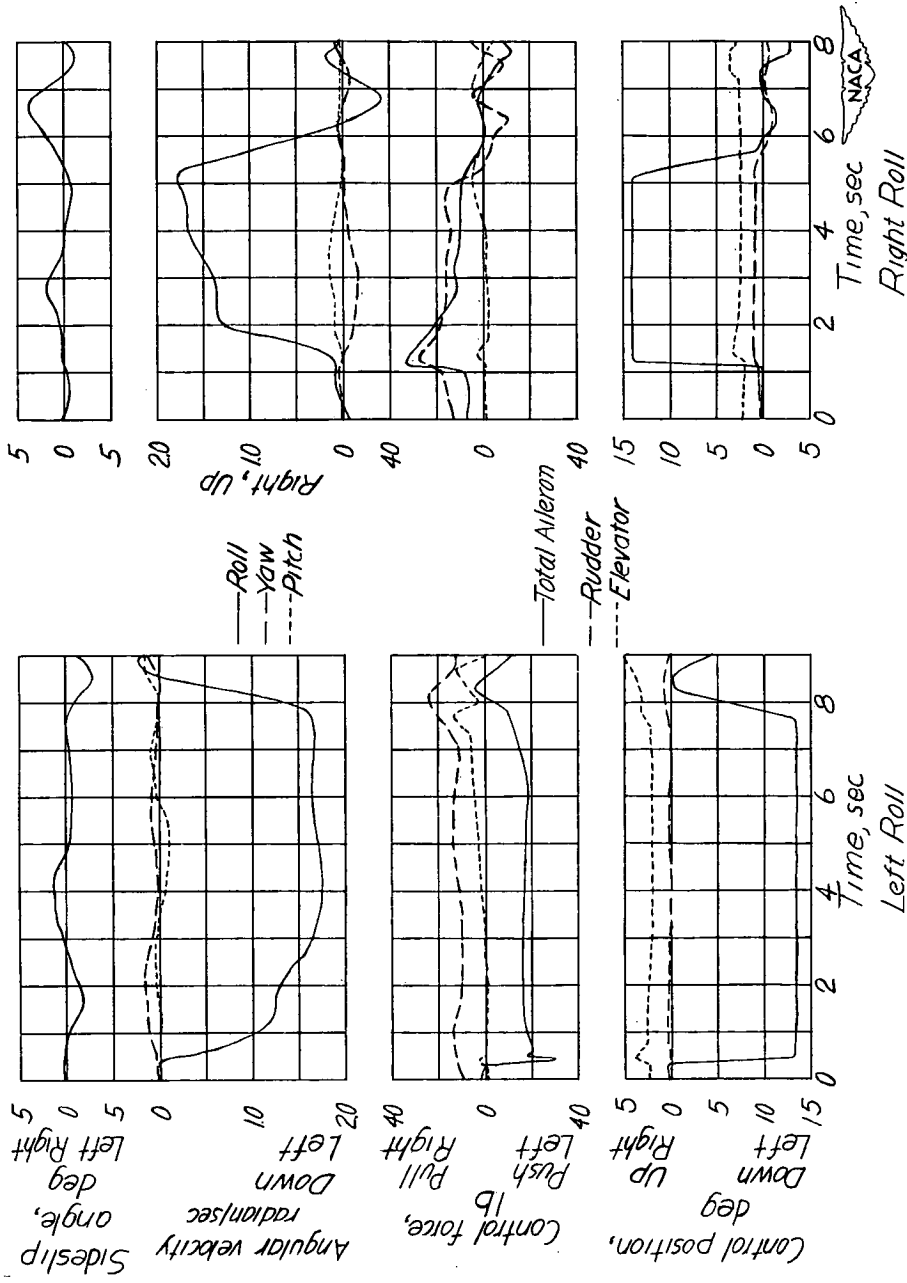 Sideslip
angle,
deg
Left Right
5
0
5
Angular velocity
radian/sec
Down
Left
0
1.0
2.0
Roll
Yaw
Pitch
Control force,
lb
Push Pull
Left Right
40
0
40
Total Aileron
Rudder
Elevator
Control position,
deg
Down Up
Left Right
5
0
5
10
15
0 2 4 6 8
Time, sec
Left Roll
5
0
5
2.0
1.0
0
Right, Up
40
0
40
15
10
5
0
5
0 2 4 6 8
Time, sec
Right Roll
NACA